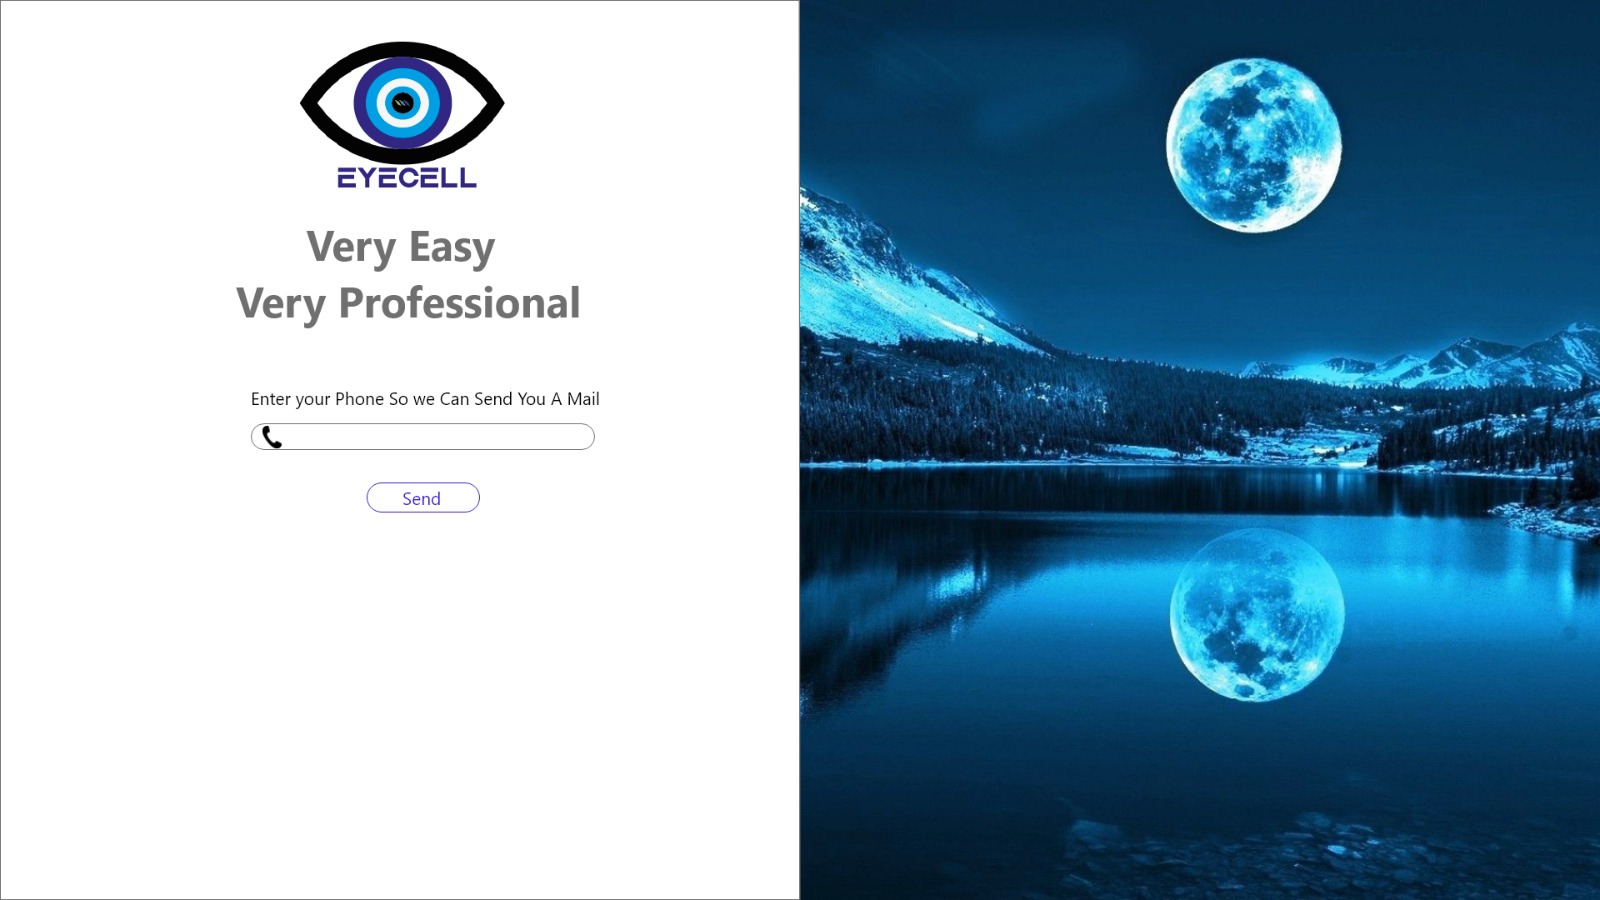 EYECELL
Very Easy
Very Professional
Enter your Phone So we Can Send You A Mail
Send